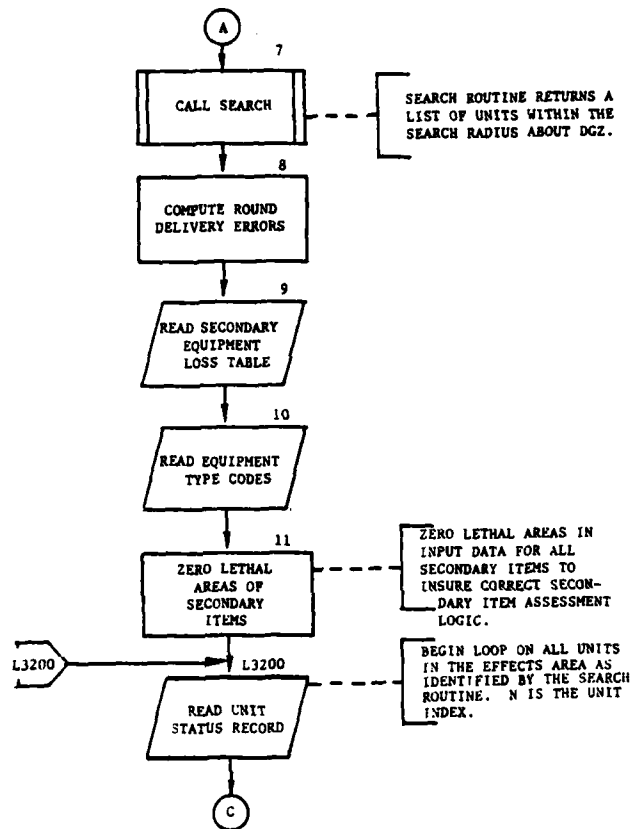 A
7
CALL SEARCH
SEARCH ROUTINE RETURNS A
LIST OF UNITS WITHIN THE
SEARCH RADIUS ABOUT DGZ.
8
COMPUTE ROUND
DELIVERY ERRORS
9
READ SECONDARY
EQUIPMENT
LOSS TABLE
10
READ EQUIPMENT
TYPE CODES
11
ZERO LETHAL
AREAS OF
SECONDARY
ITEMS
ZERO LETHAL AREAS IN
INPUT DATA FOR ALL
SECONDARY ITEMS TO
INSURE CORRECT SECON-
DARY ITEM ASSESSMENT
LOGIC.
L3200
L3200
READ UNIT
STATUS RECORD
BEGIN LOOP ON ALL UNITS
IN THE EFFECTS AREA AS
IDENTIFIED BY THE SEARCH
ROUTINE. N IS THE UNIT
INDEX.
C